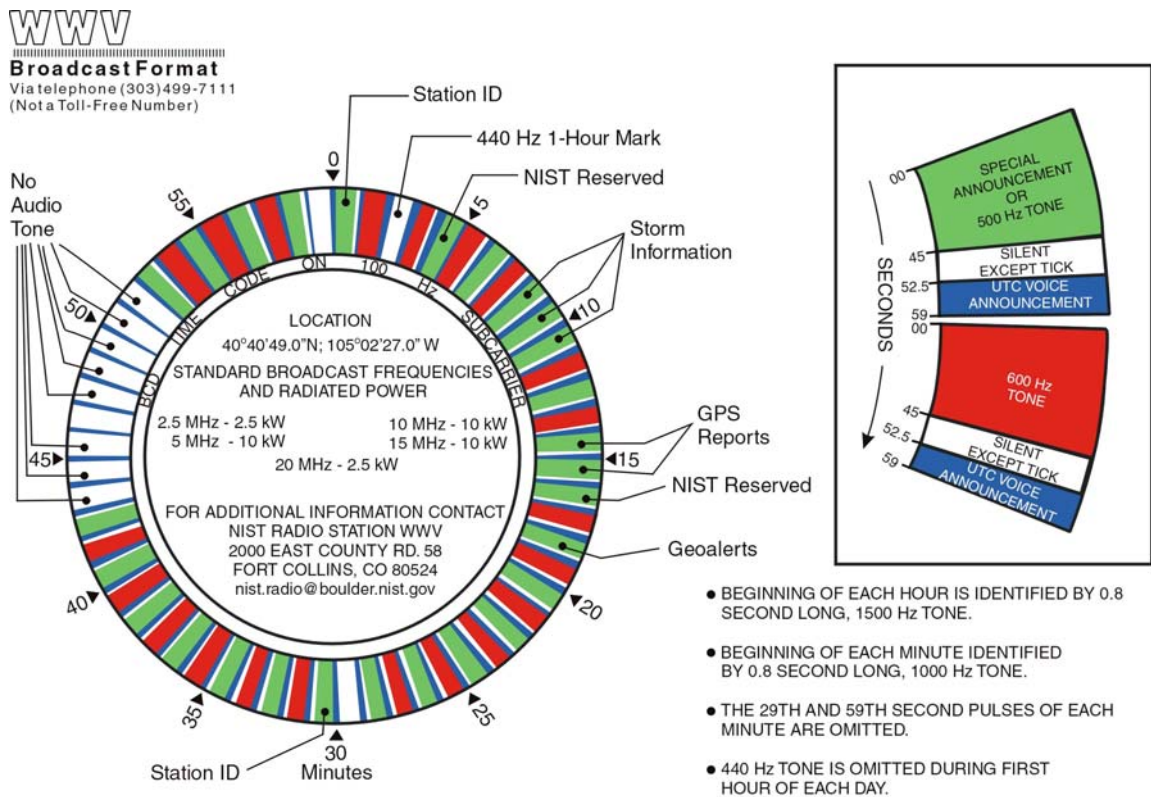 WWV
Broadcast Format
Via telephone (303) 499-7111
(Not a Toll-Free Number)
Station ID
440 Hz 1-Hour Mark
NIST Reserved
Storm
Information
GPS
Reports
NIST Reserved
Geoalerts
No
Audio
Tone
0
5
10
15
20
25
30
Minutes
35
40
45
50
55
Station ID
BCD TIME CODE ON 100 Hz SUBCARRIER
LOCATION
40°40'49.0"N; 105°02'27.0" W
STANDARD BROADCAST FREQUENCIES
AND RADIATED POWER
2.5 MHz - 2.5 kW 10 MHz - 10 kW
5 MHz - 10 kW 15 MHz - 10 kW
20 MHz - 2.5 kW
FOR ADDITIONAL INFORMATION CONTACT
NIST RADIO STATION WWV
2000 EAST COUNTY RD. 58
FORT COLLINS, CO 80524
nist.radio@boulder.nist.gov
SECONDS
00
SPECIAL
ANNOUNCEMENT
OR
500 Hz TONE
45
SILENT
EXCEPT TICK
52.5
UTC VOICE
ANNOUNCEMENT
59
00
600 Hz
TONE
45
SILENT
EXCEPT TICK
52.5
UTC VOICE
ANNOUNCEMENT
59
• BEGINNING OF EACH HOUR IS IDENTIFIED BY 0.8
SECOND LONG, 1500 Hz TONE.
• BEGINNING OF EACH MINUTE IDENTIFIED
BY 0.8 SECOND LONG, 1000 Hz TONE.
• THE 29TH AND 59TH SECOND PULSES OF EACH
MINUTE ARE OMITTED.
• 440 Hz TONE IS OMITTED DURING FIRST
HOUR OF EACH DAY.